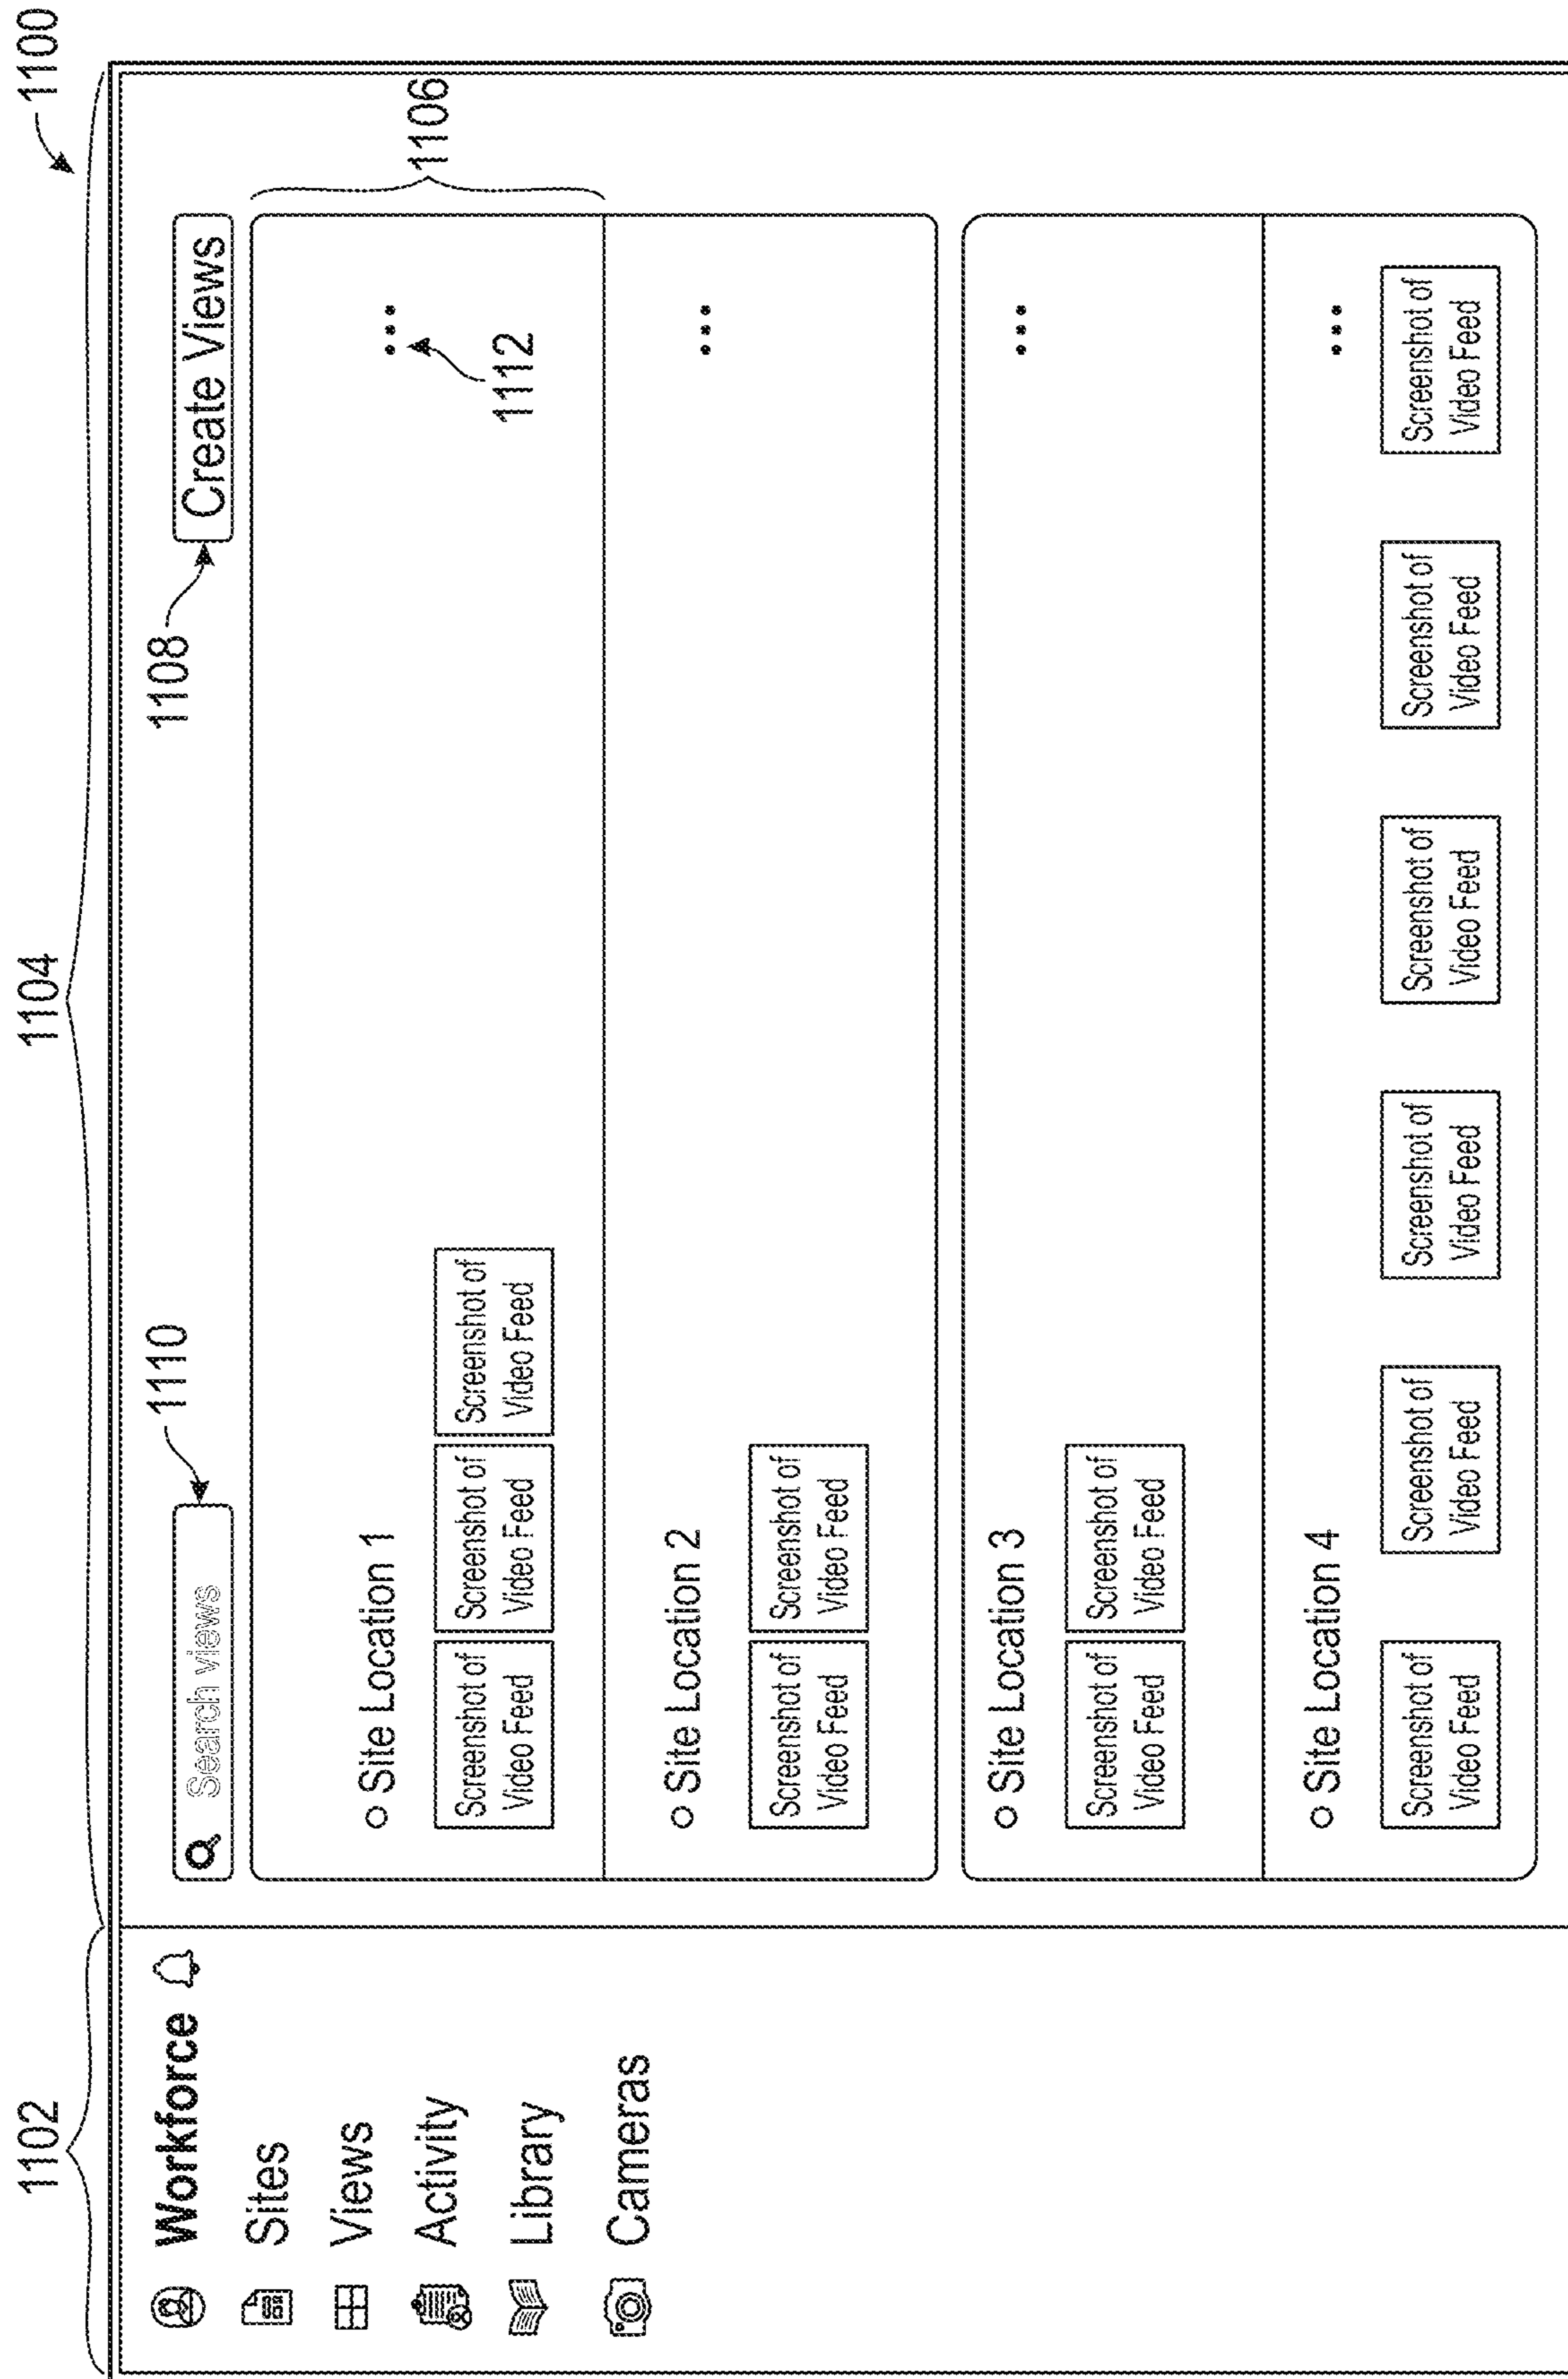 1100
1102
1104
Workforce
Sites
Views
Activity
Library
Cameras
Search views
1110
1108
Create Views
1106
Site Location 1
...
1112
Screenshot of
Video Feed
Screenshot of
Video Feed
Screenshot of
Video Feed
Site Location 2
...
Screenshot of
Video Feed
Screenshot of
Video Feed
Site Location 3
...
Screenshot of
Video Feed
Screenshot of
Video Feed
Site Location 4
...
Screenshot of
Video Feed
Screenshot of
Video Feed
Screenshot of
Video Feed
Screenshot of
Video Feed
Screenshot of
Video Feed
Screenshot of
Video Feed